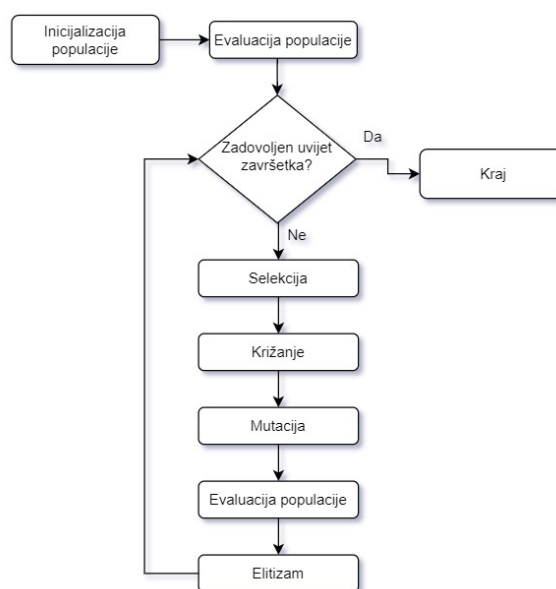 Inicijalizacija
populacije
Evaluacija populacije
Zadovoljen uvijet
završetka?
Da
Kraj
Ne
Selekcija
Križanje
Mutacija
Evaluacija populacije
Elitizam